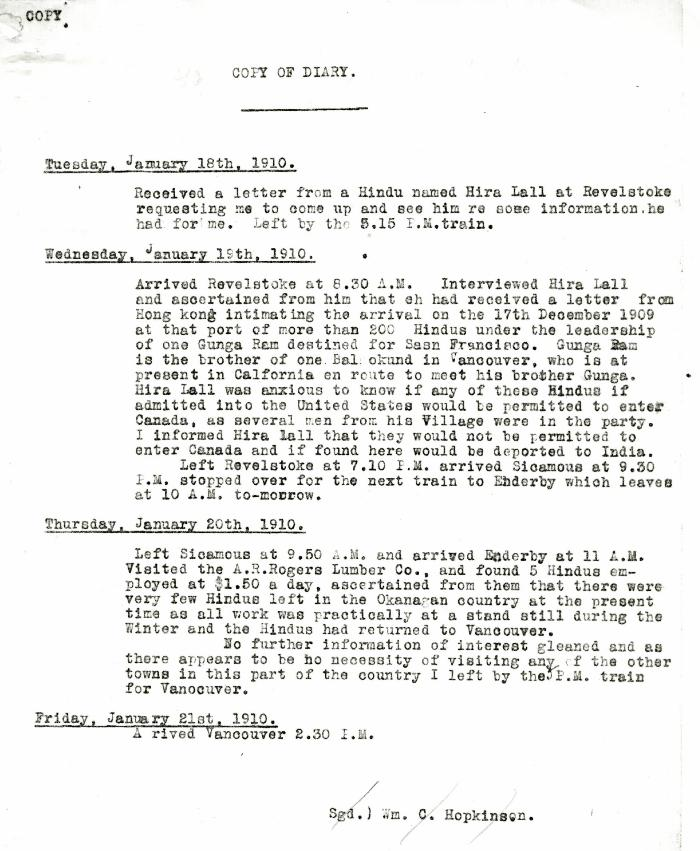 COPY.
COPY OF DIARY.
Tuesday, January 18th, 1910.
Received a letter from a Hindu named Hira Lall at Revelstoke
requesting me to come up and see him re some information.he
had for me. Left by the 3.15 P.M.train.
Wednesday, January 19th, 1910.
Arrived Revelstoke at 8.30 A.M. Interviewed Hira Lall
and ascertained from him that eh had received a letter from
Hong kong intimating the arrival on the 17th December 1909
at that port of more than 200 Hindus under the leadership
of one Gunga Ram destined for Sasn Francisco. Gunga Ram
is the brother of one Bal okund in Vancouver, who is at
present in Calfornia en route to meet his brother Gunga.
Hira Lall was anxious to know if any of these Hindus if
admitted into the United States would be permitted to enter
Canada, as several men from his Village were in the party.
I informed Hira Lall that they would not be permitted to
enter Canada and if found here would be deported to India.
Left Revelstoke at 7.10 P.M. arrived Sicamous at 9.30
P.M. stopped over for the next train to Enderby which leaves
at 10 A.M. to-morrow.
Thursday, January 20th, 1910.
Left Sicamous at 9.50 A.M. and arrived Enderby at 11 A.M.
Visited the A.R.Rogers Lumber Co., and found 5 Hindus em-
ployed at $1.50 a day, ascertained from them that there were
very few Hindus left in the Okanagan country at the present
time as all work was practically at a stand still during the
Winter and the Hindus had returned to Vancouver.
No further information of interest gleaned and as
there appears to be no necessity of visiting any of the other
towns in this part of the country I left by the P.M. train
for Vanocuver.
Friday, January 21st, 1910.
A rived Vancouver 2.30 P.M.
Sgd.) Wm. C. Hopkinson.